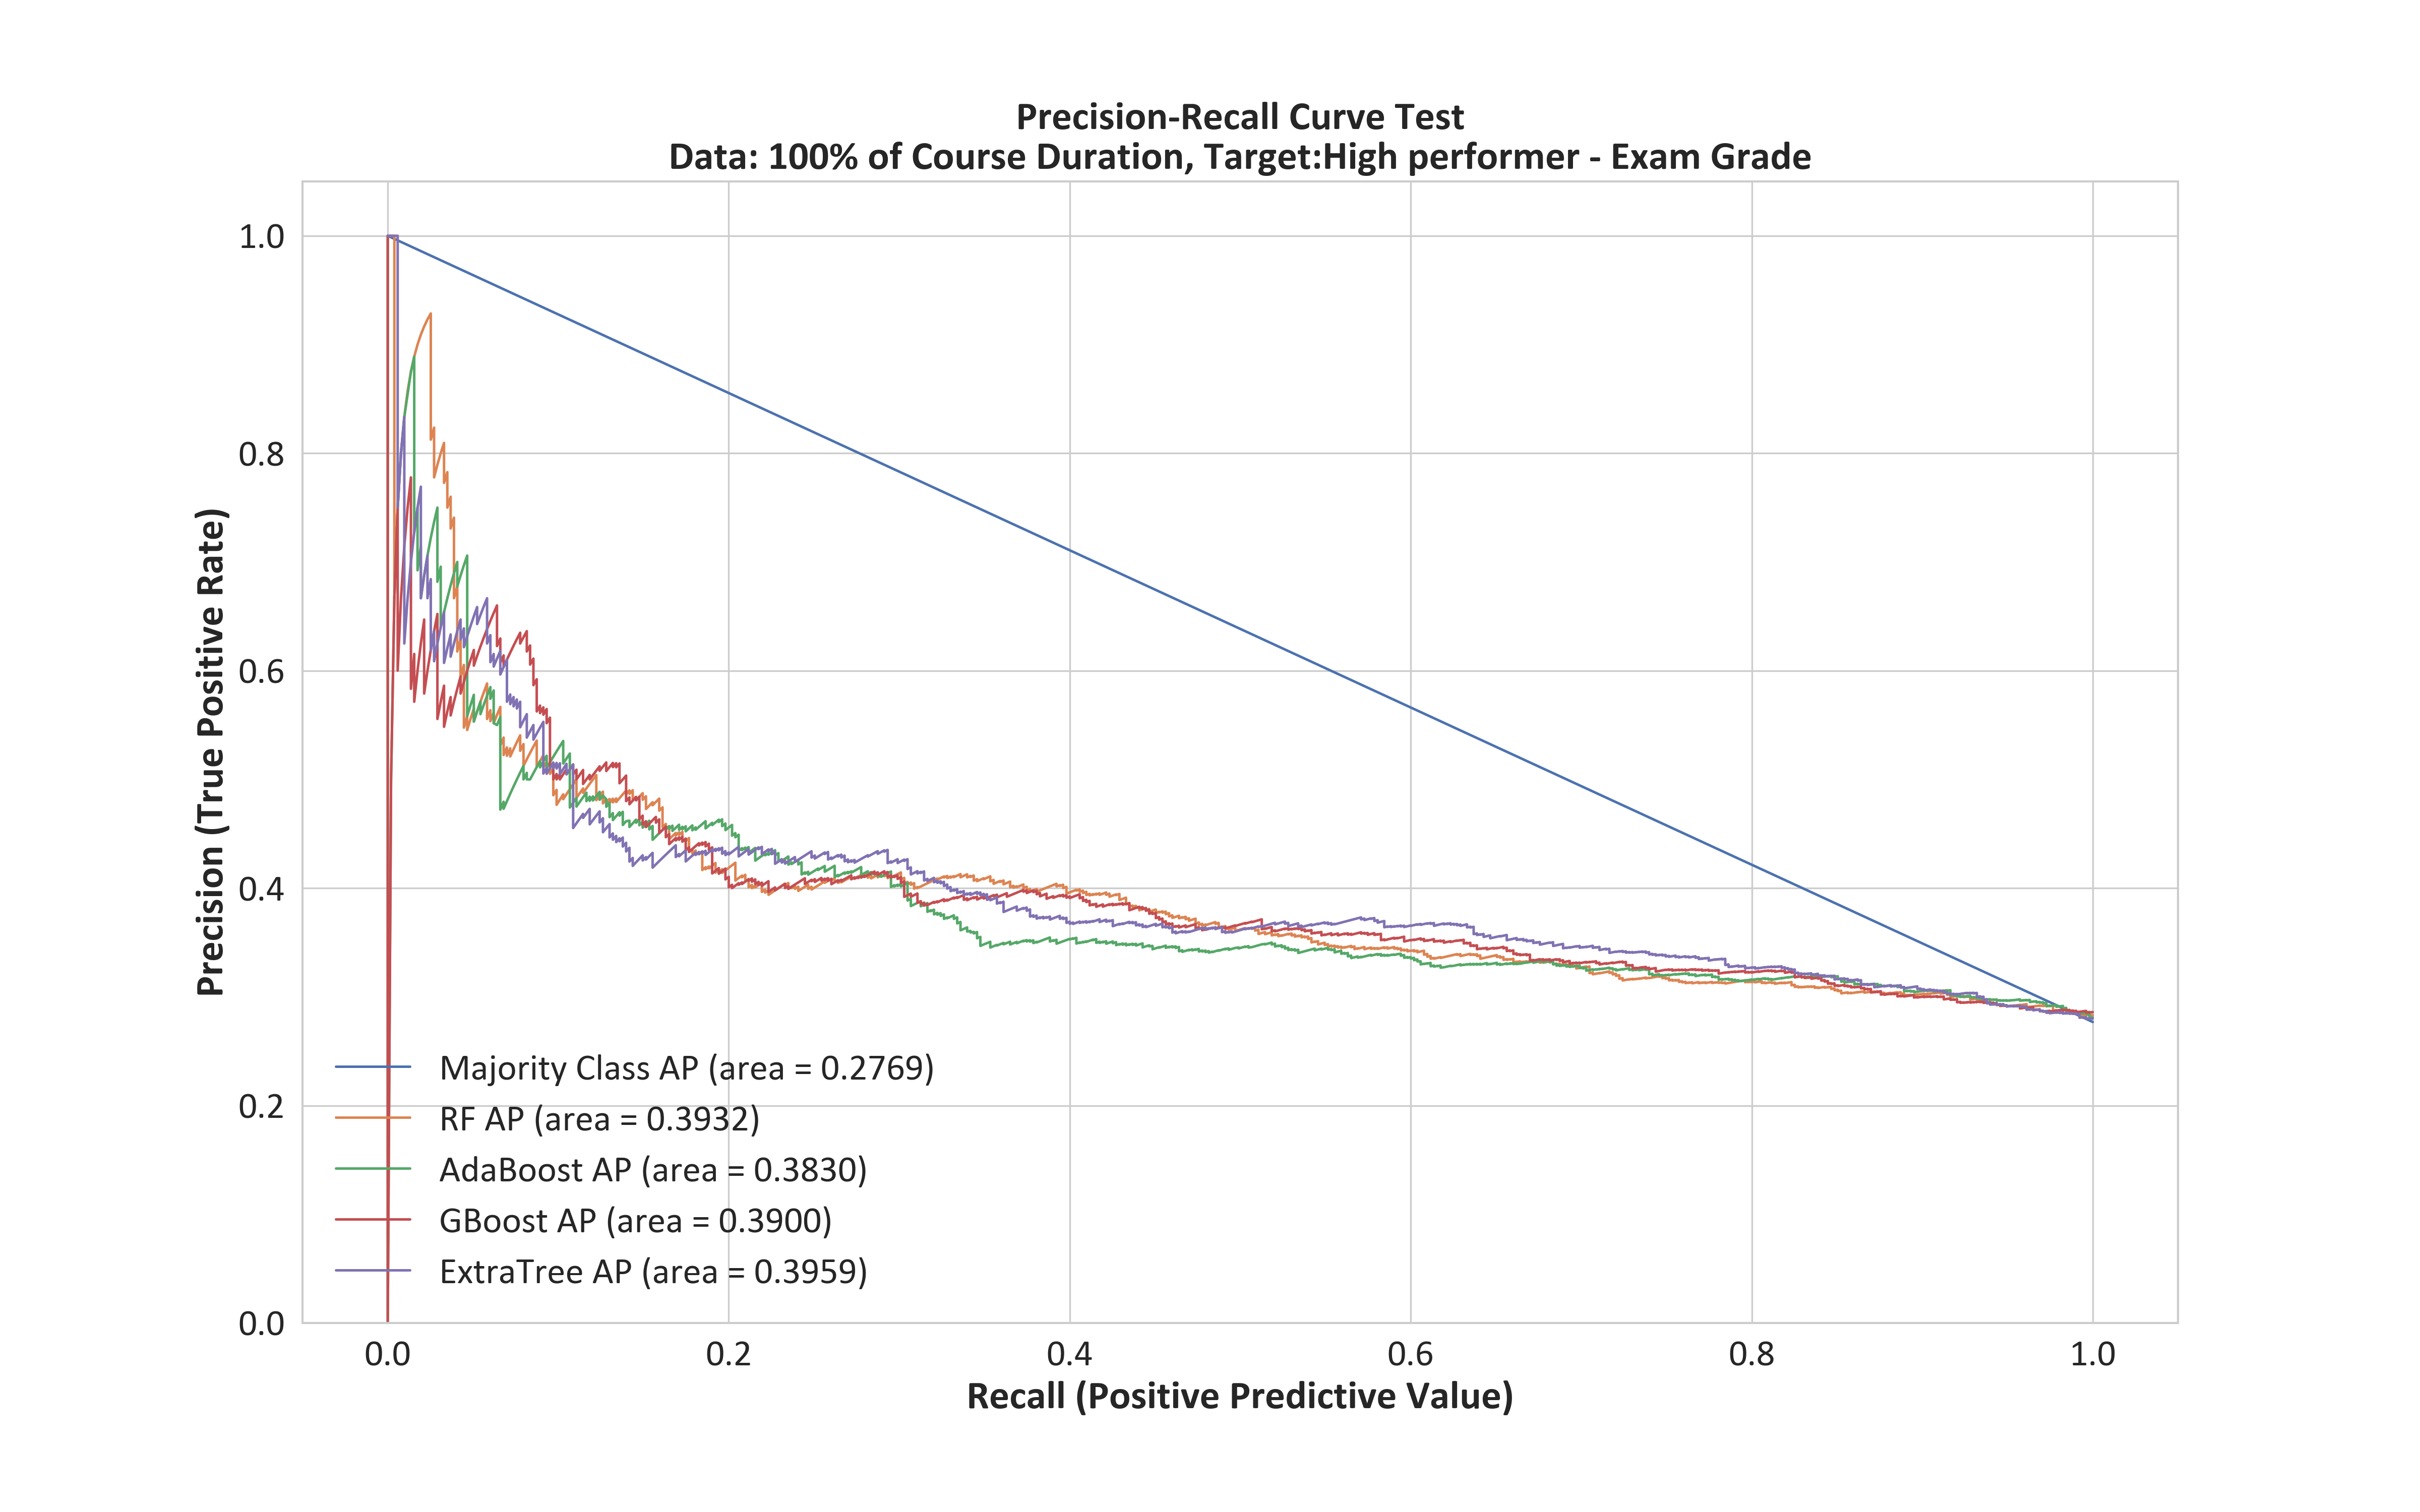 Precision-Recall Curve Test
Data: 100% of Course Duration, Target:High performer - Exam Grade
Precision (True Positive Rate)
1.0
0.8
0.6
0.4
0.2
0.0
Majority Class AP (area = 0.2769)
RF AP (area = 0.3932)
AdaBoost AP (area = 0.3830)
GBoost AP (area = 0.3900)
ExtraTree AP (area = 0.3959)
0.0 0.2 0.4 0.6 0.8 1.0
Recall (Positive Predictive Value)